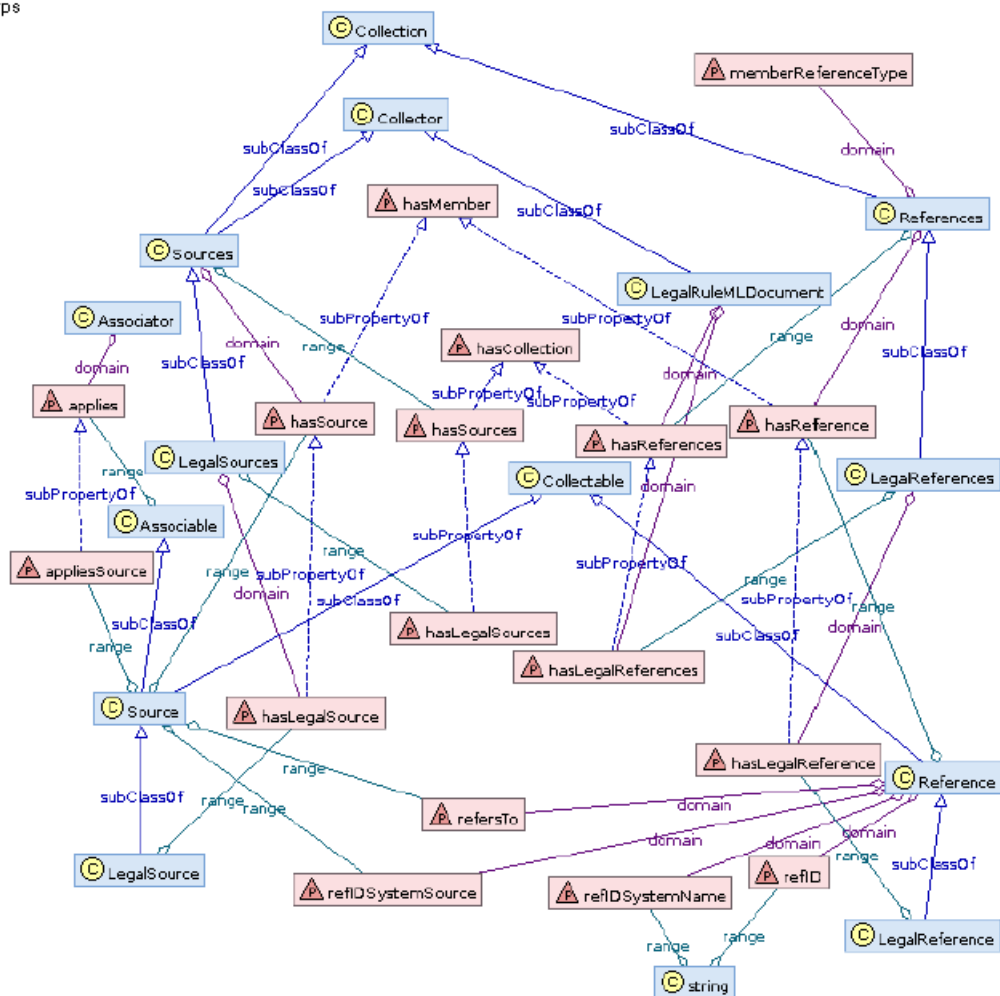 ps
C Collection
P memberReferenceType
C Collector
subClassOf
domain
subClassOf
subClassOf
P hasMember
subClassOf
C References
C Sources
C LegalRuleMLDocument
C Associator
subPropertyOf
subPropertyOf
domain
domain
range
P hasCollection
range
subClassOf
subClassOf
domain
domain
P applies
subPropertyOf
subPropertyOf
P hasSource
P hasSources
P hasReferences
P hasReference
C LegalSources
range
C Collectable
C LegalReferences
subPropertyOf
domain
C Associable
subPropertyOf
range
subPropertyOf
P appliesSource
range
subPropertyOf
range
domain
subClassOf
subPropertyOf
range
subClassOf
P hasLegalSources
domain
subClassOf
range
P hasLegalReferences
C Source
P hasLegalSource
P hasLegalReference
range
C Reference
subClassOf
range
range
domain
P refersTo
domain
domain
domain
range
subClassOf
C LegalSource
P refIDSystemSource
P refIDSystemName
P refID
C LegalReference
range
range
C string